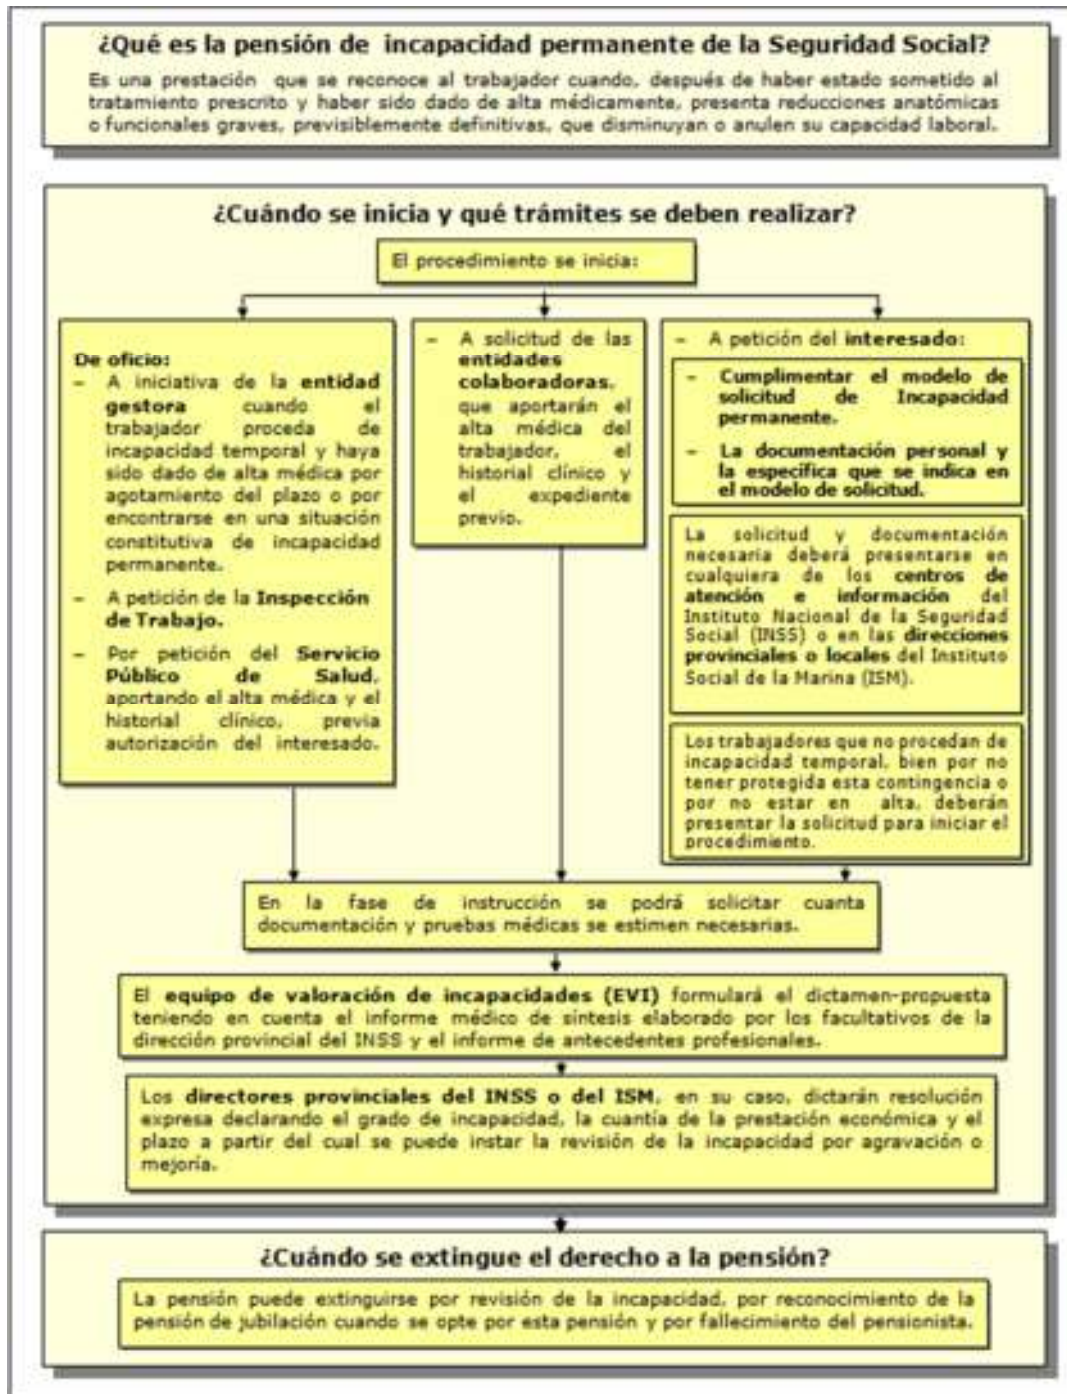 ¿Qué es la pensión de incapacidad permanente de la Seguridad Social?
Es una prestación que se reconoce al trabajador cuando, después de haber estado sometido al
tratamiento prescrito y haber sido dado de alta médicamente, presenta reducciones anatómicas
o funcionales graves, previsiblemente definitivas, que disminuyan o anulen su capacidad laboral.
¿Cuándo se inicia y qué trámites se deben realizar?
El procedimiento se inicia:
De oficio:
– A iniciativa de la entidad
gestora cuando el
trabajador proceda de
incapacidad temporal y haya
sido dado de alta médica por
agotamiento del plazo o por
encontrarse en una situación
constitutiva de incapacidad
permanente.
– A petición de la Inspección
de Trabajo.
– Por petición del Servicio
Público de Salud,
aportando el alta médica y el
historial clínico, previa
autorización del interesado.
– A solicitud de las
entidades
colaboradoras,
que aportarán el
alta médica del
trabajador, el
historial clínico y
el expediente
previo.
– A petición del interesado:
– Cumplimentar el modelo de
solicitud de Incapacidad
permanente.
– La documentación personal y
la específica que se indica en
el modelo de solicitud.
La solicitud y documentación
necesaria deberá presentarse en
cualquiera de los centros de
atención e información del
Instituto Nacional de la Seguridad
Social (INSS) o en las direcciones
provinciales o locales del Instituto
Social de la Marina (ISM).
Los trabajadores que no procedan de
incapacidad temporal, bien por no
tener protegida esta contingencia o
por no estar en alta, deberán
presentar la solicitud para iniciar el
procedimiento.
En la fase de instrucción se podrá solicitar cuanta
documentación y pruebas médicas se estimen necesarias.
El equipo de valoración de incapacidades (EVI) formulará el dictamen-propuesta
teniendo en cuenta el informe médico de síntesis elaborado por los facultativos de la
dirección provincial del INSS y el informe de antecedentes profesionales.
Los directores provinciales del INSS o del ISM, en su caso, dictarán resolución
expresa declarando el grado de incapacidad, la cuantía de la prestación económica y el
plazo a partir del cual se puede instar la revisión de la incapacidad por agravación o
mejoría.
¿Cuándo se extingue el derecho a la pensión?
La pensión puede extinguirse por revisión de la incapacidad, por reconocimiento de la
pensión de jubilación cuando se opte por esta pensión y por fallecimiento del pensionista.